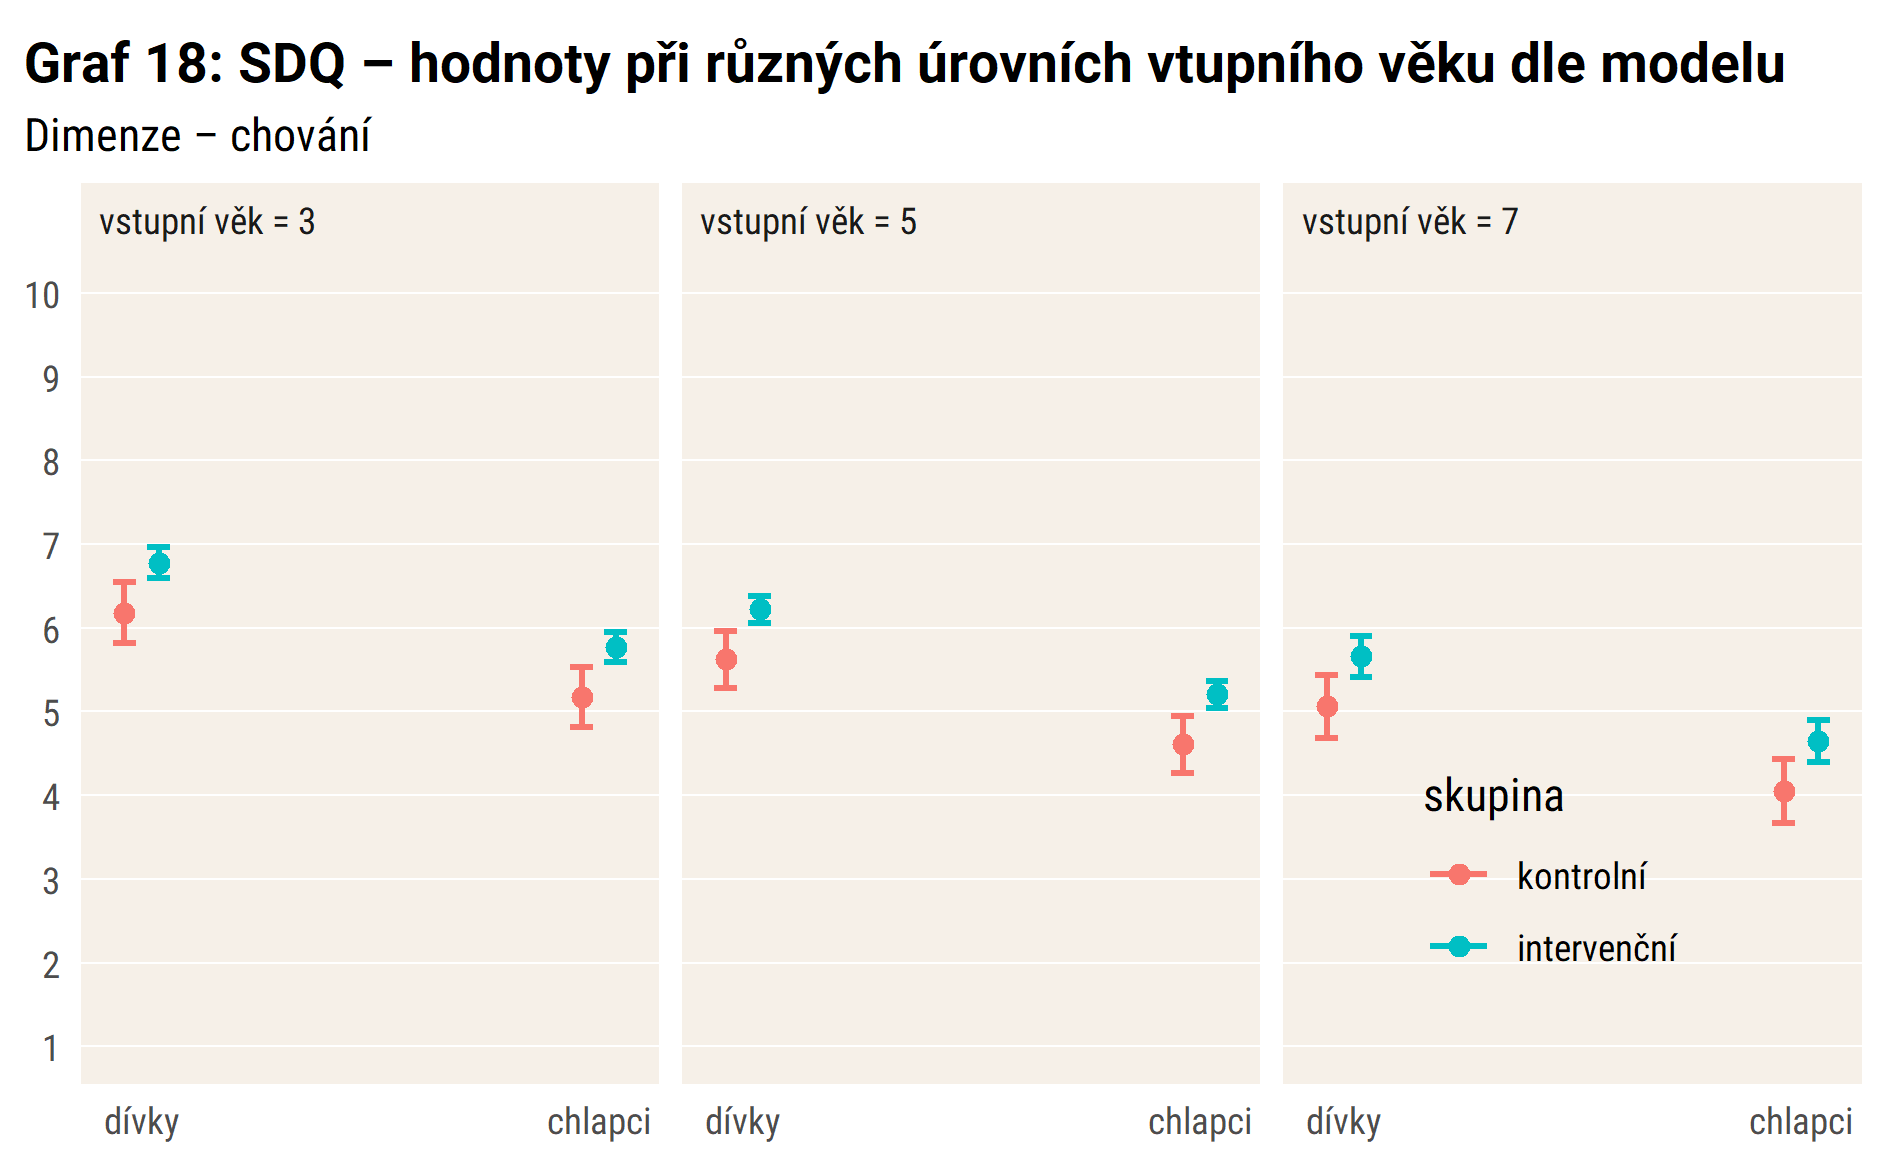 Graf 18: SDQ – hodnoty při různých úrovních vtupního věku dle modelu
Dimenze – chování
vstupní věk = 3
vstupní věk = 5
vstupní věk = 7
10
9
8
7
6
5
4
3
2
1
skupina
kontrolní
intervenční
dívky
chlapci
dívky
chlapci
dívky
chlapci